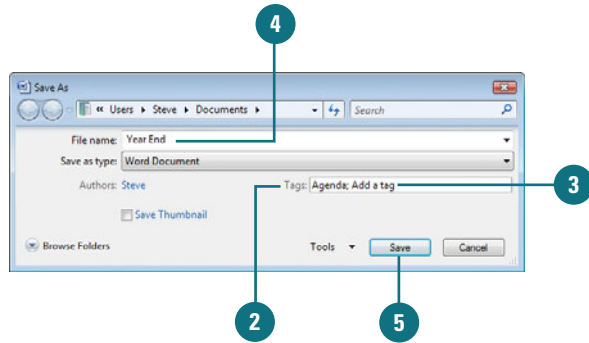 4
Save As
« Users ▸ Steve ▸ Documents ▸ Search
File name: Year End
Save as type: Word Document
Authors: Steve Tags: Agenda; Add a tag 3
Save Thumbnail
Browse Folders Tools Save Cancel
2 5